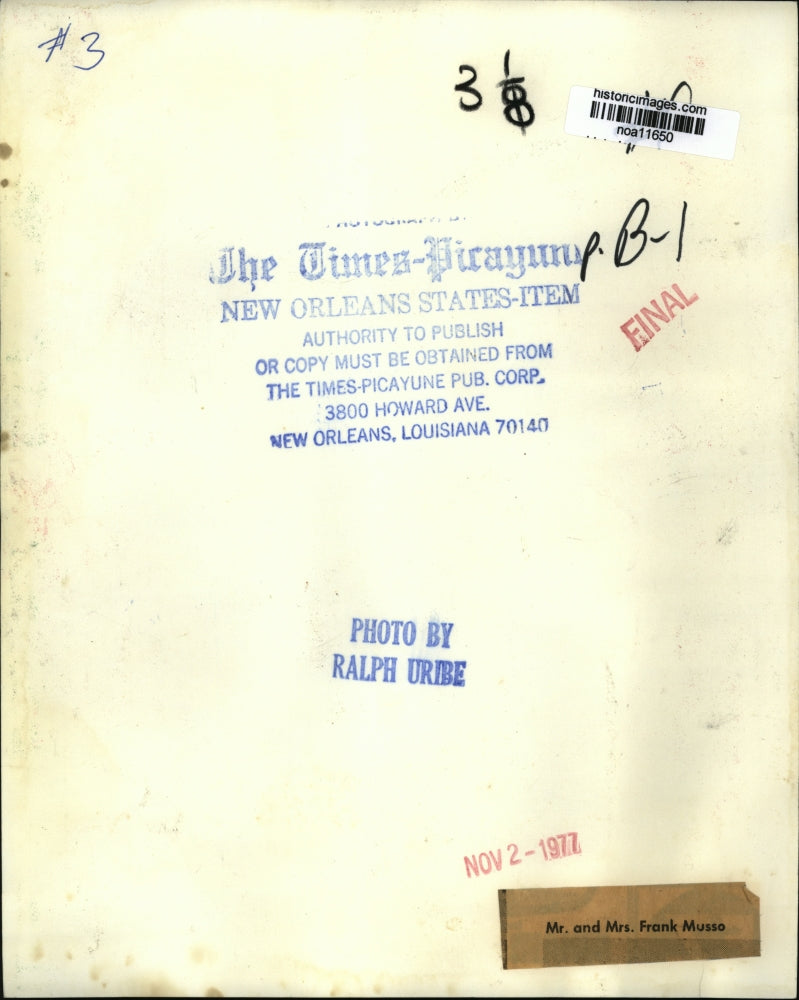 #3
3 1/8
historicimages.com
noa11650
p. B-1
The Times-Picayune
NEW ORLEANS STATES-ITEM
FINAL
AUTHORITY TO PUBLISH
OR COPY MUST BE OBTAINED FROM
THE TIMES-PICAYUNE PUB. CORP.
3800 HOWARD AVE.
NEW ORLEANS, LOUISIANA 70140
PHOTO BY
RALPH URIBE
NOV 2-1977
Mr. and Mrs. Frank Musso